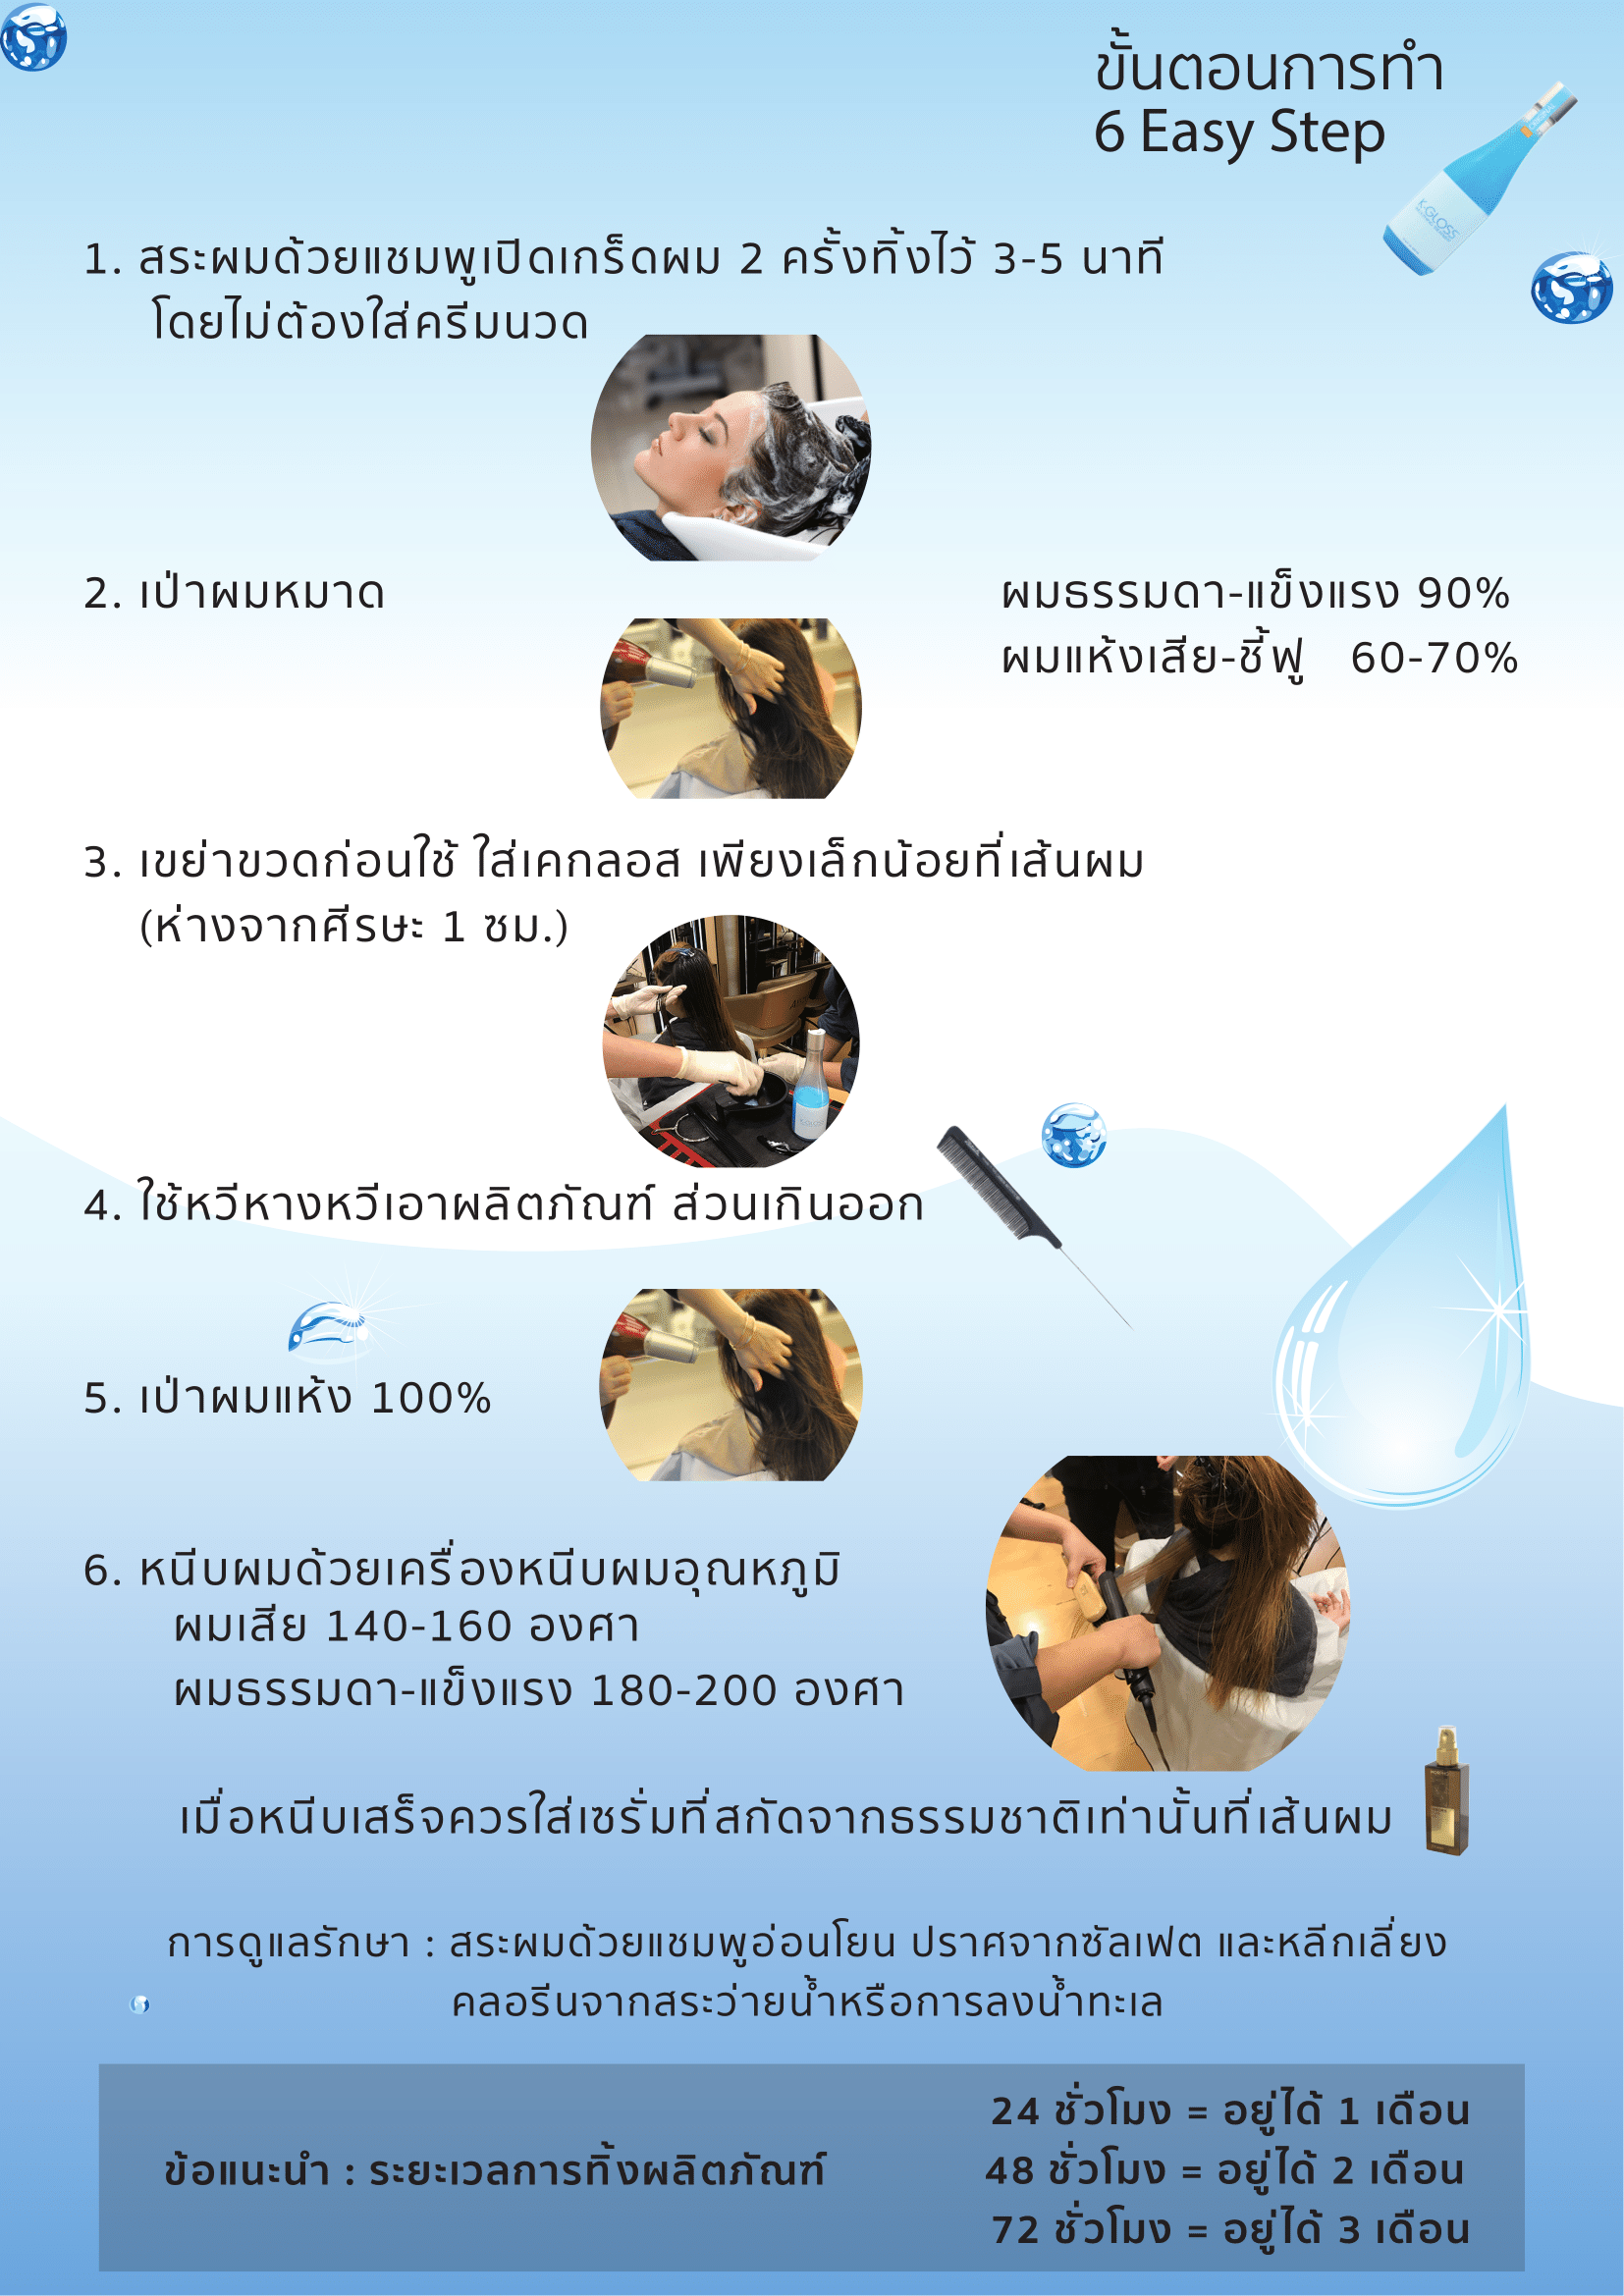 ขั้นตอนการทำ
6 Easy Step
K-GLOSS
1. สระผมด้วยแชมพูเปิดเกร็ดผม 2 ครั้งทิ้งไว้ 3-5 นาที
โดยไม่ต้องใส่ครีมนวด
2. เป่าผมหมาด
ผมธรรมดา-แข็งแรง 90%
ผมแห้งเสีย-ชี้ฟู 60-70%
3. เขย่าขวดก่อนใช้ ใส่เคกลอส เพียงเล็กน้อยที่เส้นผม
(ห่างจากศีรษะ 1 ซม.)
4. ใช้หวีหางหวีเอาผลิตภัณฑ์ ส่วนเกินออก
5. เป่าผมแห้ง 100%
6. หนีบผมด้วยเครื่องหนีบผมอุณหภูมิ
ผมเสีย 140-160 องศา
ผมธรรมดา-แข็งแรง 180-200 องศา
เมื่อหนีบเสร็จควรใส่เซรั่มที่สกัดจากธรรมชาติเท่านั้นที่เส้นผม
การดูแลรักษา : สระผมด้วยแชมพูอ่อนโยน ปราศจากซัลเฟต และหลีกเลี่ยง
คลอรีนจากสระว่ายน้ำหรือการลงน้ำทะเล
ข้อแนะนำ : ระยะเวลการทิ้งผลิตภัณฑ์
24 ชั่วโมง = อยู่ได้ 1 เดือน
48 ชั่วโมง = อยู่ได้ 2 เดือน
72 ชั่วโมง = อยู่ได้ 3 เดือน